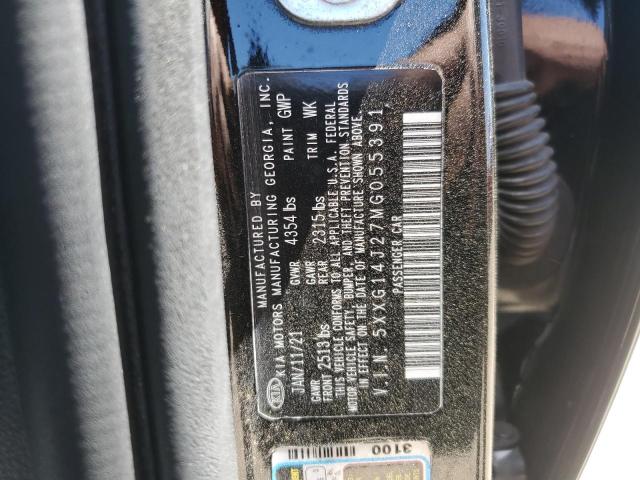 MANUFACTURED BY
KIA KIA MOTORS MANUFACTURING GEORGIA, INC.
JAN/11/21 GVWR 4354 lbs PAINT GWP
GAWR FRONT 2513 lbs GAWR REAR 2315 lbs TRIM WK
THIS VEHICLE CONFORMS TO ALL APPLICABLE U.S.A. FEDERAL
MOTOR VEHICLE SAFETY, BUMPER, AND THEFT PREVENTION STANDARDS
IN EFFECT ON THE DATE OF MANUFACTURE SHOWN ABOVE.
V.I.N 5XXG14J27MG055391
PASSENGER CAR
3100